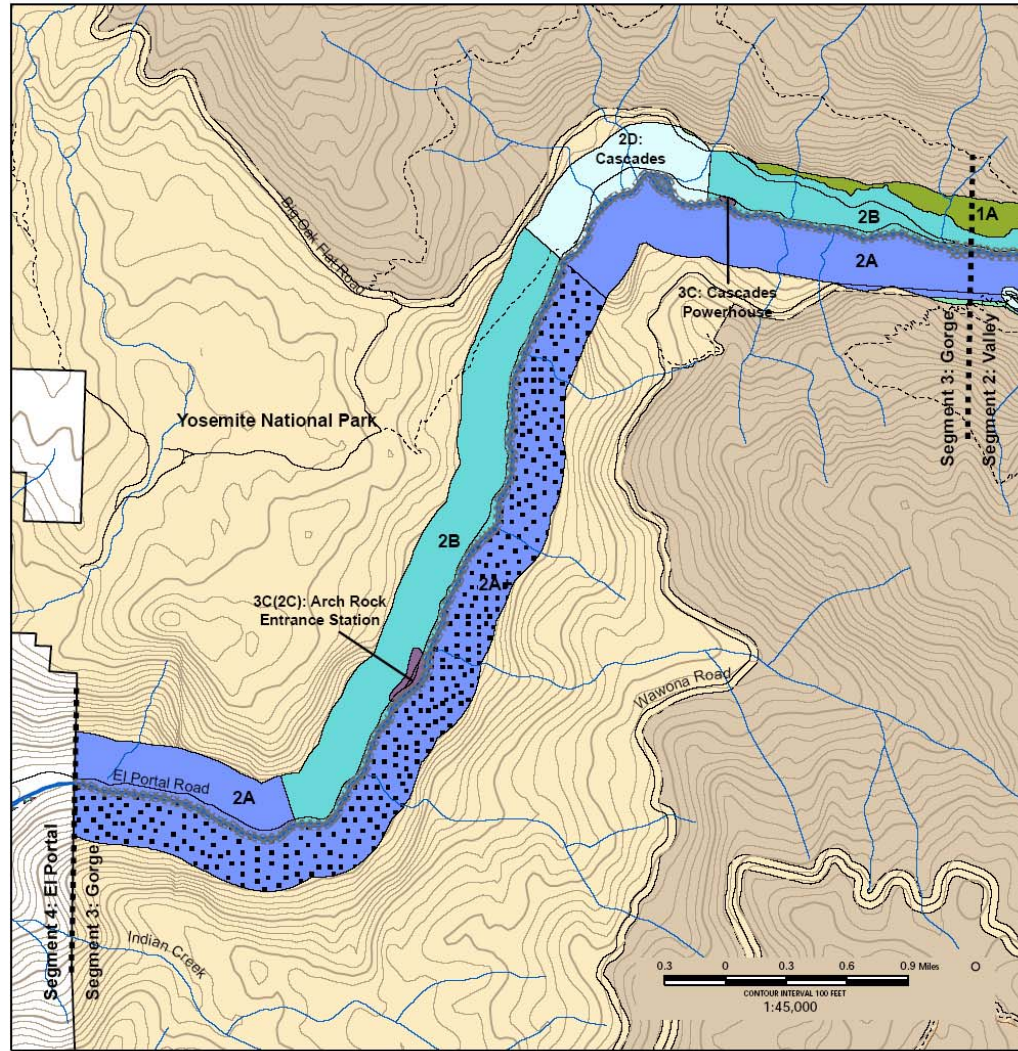 2D:
Cascades
1A
2B
2A
Big Oak Flat Road
3C: Cascades
Powerhouse
Segment 3: Gorge
Segment 2: Valley
Yosemite National Park
2B
2A
3C(2C): Arch Rock
Entrance Station
Wawona Road
El Portal Road
2A
Segment 4: El Portal
Segment 3: Gorge
Indian Creek
0.3 0 0.3 0.6 0.9 Miles
CONTOUR INTERVAL 100 FEET
1:45,000